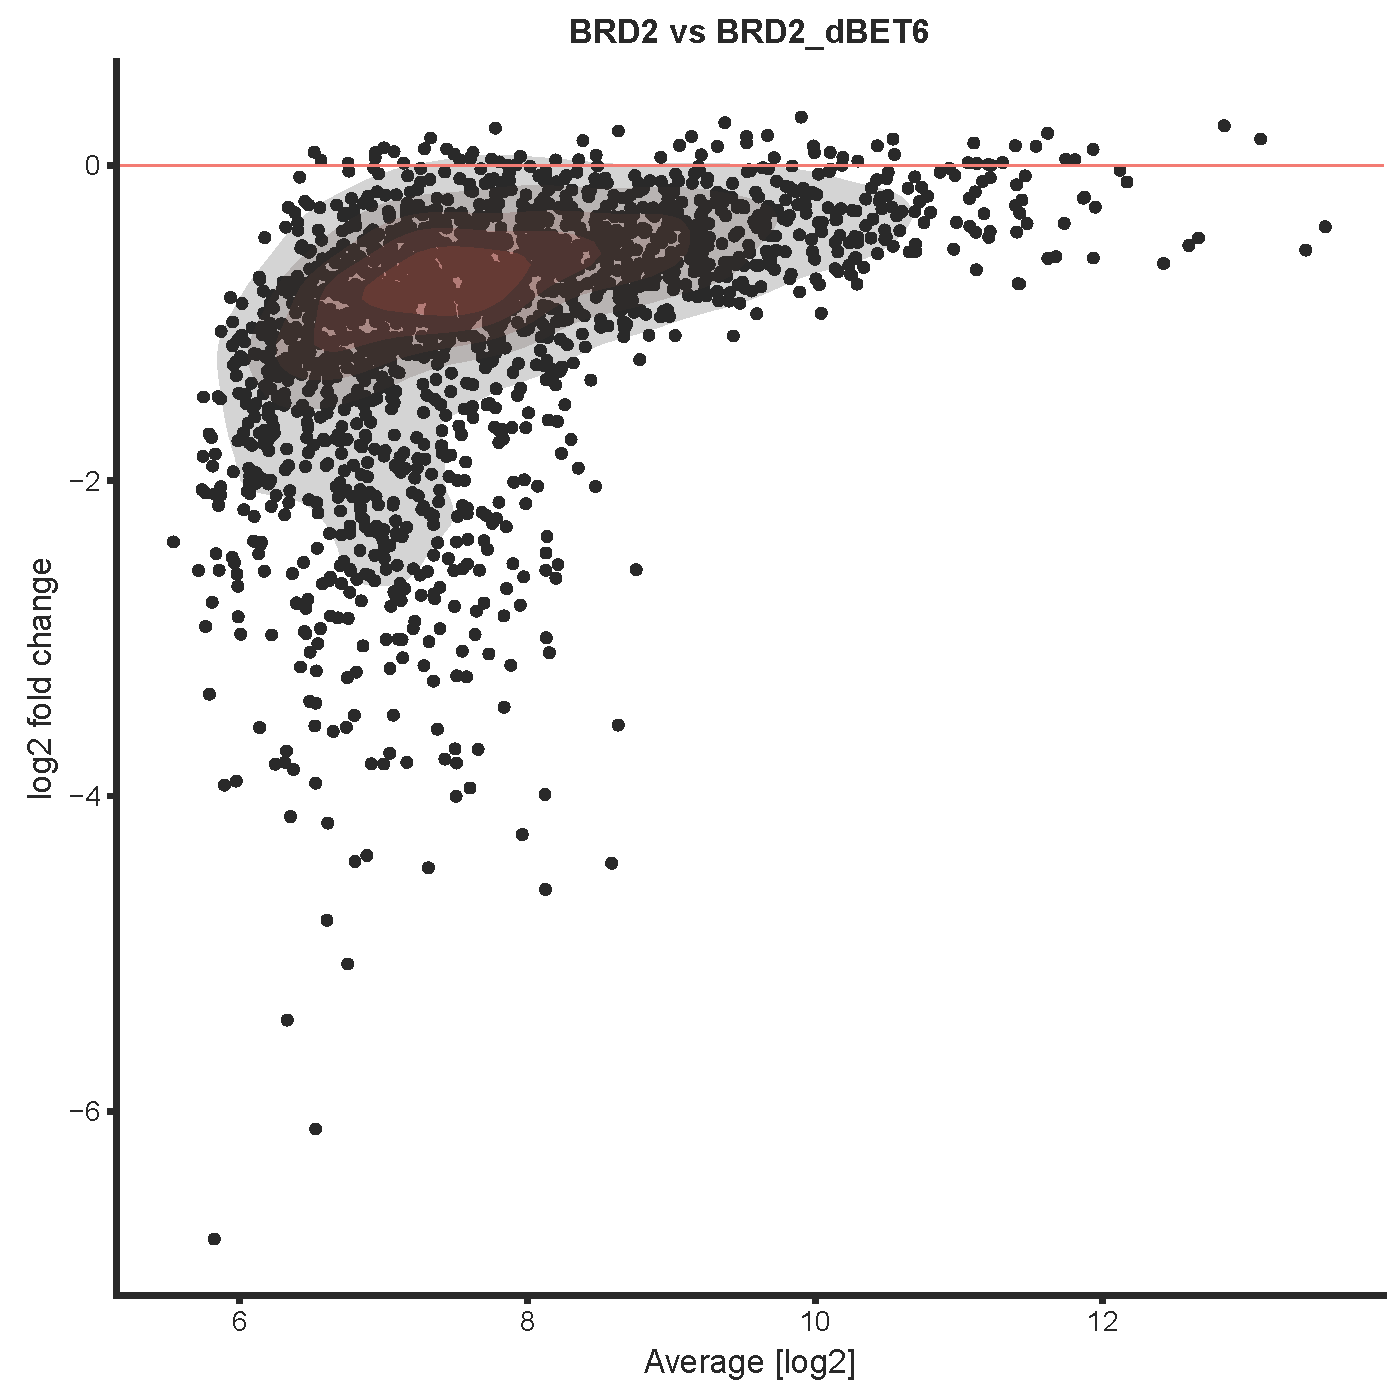 BRD2 vs BRD2_dBET6
log2 fold change
0
−2
−4
−6
6 8 10 12
Average [log2]